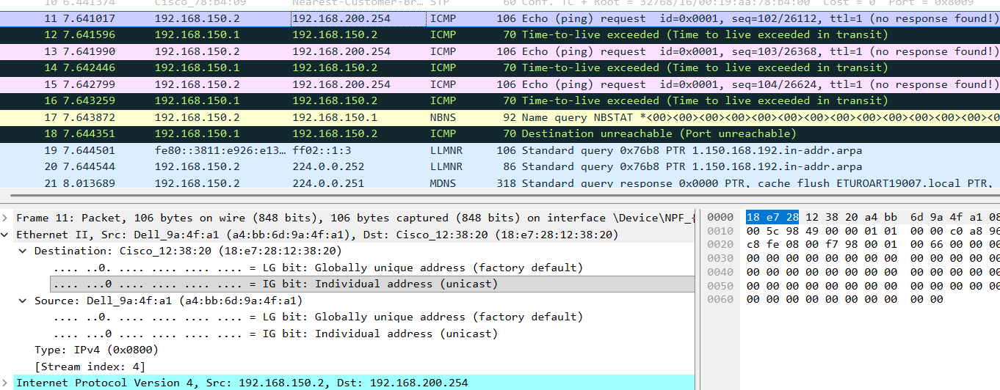 10 6.441374 Cisco_78:b4:09 Nearest-Customer-Br… STP 60 Conf. TC + Root = 32768/16/00:19:aa:78:b4:00 Cost = 0 Port = 0x8009
11 7.641017 192.168.150.2 192.168.200.254 ICMP 106 Echo (ping) request id=0x0001, seq=102/26112, ttl=1 (no response found!)
12 7.641596 192.168.150.1 192.168.150.2 ICMP 70 Time-to-live exceeded (Time to live exceeded in transit)
13 7.641990 192.168.150.2 192.168.200.254 ICMP 106 Echo (ping) request id=0x0001, seq=103/26368, ttl=1 (no response found!)
14 7.642446 192.168.150.1 192.168.150.2 ICMP 70 Time-to-live exceeded (Time to live exceeded in transit)
15 7.642799 192.168.150.2 192.168.200.254 ICMP 106 Echo (ping) request id=0x0001, seq=104/26624, ttl=1 (no response found!)
16 7.643259 192.168.150.1 192.168.150.2 ICMP 70 Time-to-live exceeded (Time to live exceeded in transit)
17 7.643872 192.168.150.2 192.168.150.1 NBNS 92 Name query NBSTAT *<00><00><00><00><00><00><00><00><00><00><00><00><00><0
18 7.644351 192.168.150.1 192.168.150.2 ICMP 70 Destination unreachable (Port unreachable)
19 7.644501 fe80::3811:e926:e13… ff02::1:3 LLMNR 106 Standard query 0x76b8 PTR 1.150.168.192.in-addr.arpa
20 7.644544 192.168.150.2 224.0.0.252 LLMNR 86 Standard query 0x76b8 PTR 1.150.168.192.in-addr.arpa
21 8.013689 192.168.150.2 224.0.0.251 MDNS 318 Standard query response 0x0000 PTR, cache flush ETUROART19007.local PTR,
Frame 11: Packet, 106 bytes on wire (848 bits), 106 bytes captured (848 bits) on interface \Device\NPF_{
Ethernet II, Src: Dell_9a:4f:a1 (a4:bb:6d:9a:4f:a1), Dst: Cisco_12:38:20 (18:e7:28:12:38:20)
Destination: Cisco_12:38:20 (18:e7:28:12:38:20)
.... ..0. .... .... .... .... = LG bit: Globally unique address (factory default)
.... ...0 .... .... .... .... = IG bit: Individual address (unicast)
Source: Dell_9a:4f:a1 (a4:bb:6d:9a:4f:a1)
.... ..0. .... .... .... .... = LG bit: Globally unique address (factory default)
.... ...0 .... .... .... .... = IG bit: Individual address (unicast)
Type: IPv4 (0x0800)
[Stream index: 4]
Internet Protocol Version 4, Src: 192.168.150.2, Dst: 192.168.200.254
0000 18 e7 28 12 38 20 a4 bb 6d 9a 4f a1 08
0010 00 5c 98 49 00 00 01 01 00 00 c0 a8 96
0020 c8 fe 08 00 f7 98 00 01 00 66 00 00 00
0030 00 00 00 00 00 00 00 00 00 00 00 00 00
0040 00 00 00 00 00 00 00 00 00 00 00 00 00
0050 00 00 00 00 00 00 00 00 00 00 00 00 00
0060 00 00 00 00 00 00 00 00 00 00